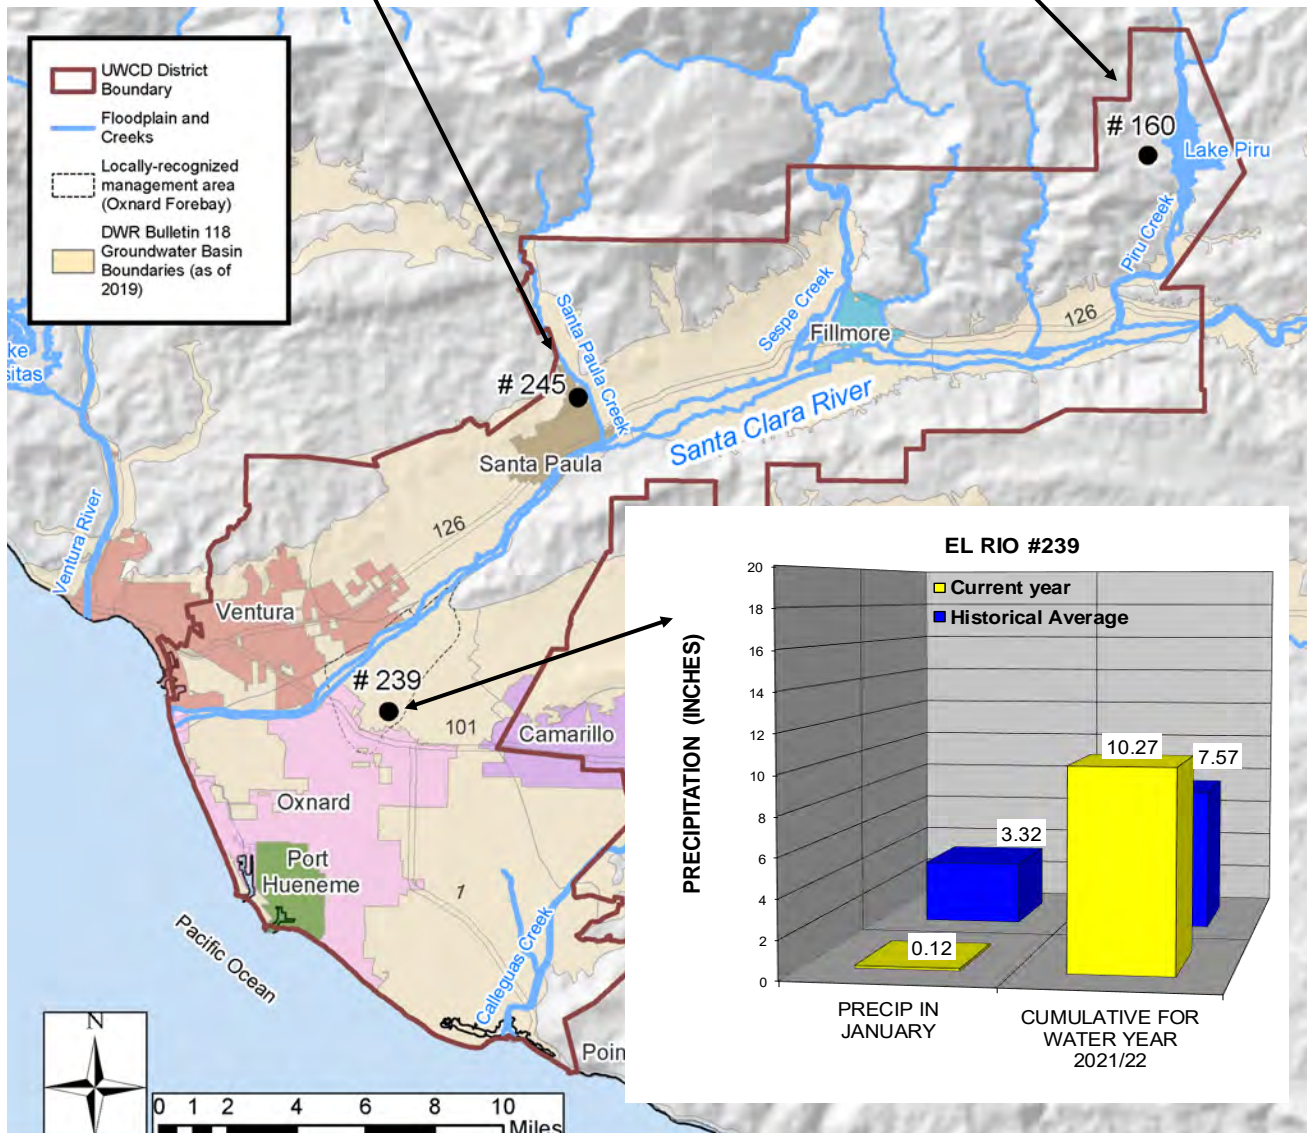 UWCD District
Boundary
Floodplain and
Creeks
Locally-recognized
management area
(Oxnard Forebay)
DWR Bulletin 118
Groundwater Basin
Boundaries (as of
2019)
# 160
Lake Piru
Piru Creek
126
Sespe Creek
Fillmore
Santa Paula Creek
# 245
Santa Clara River
Santa Paula
ke
sitas
126
Ventura River
Ventura
# 239
101
Camarillo
Oxnard
Port
Hueneme
1
Pacific Ocean
Calleguas Creek
Poin
N
0 1 2 4 6 8 10
Miles
EL RIO #239
Current year
Historical Average
PRECIPITATION (INCHES)
20
18
16
14
12
10
8
6
4
2
0
10.27
7.57
3.32
0.12
PRECIP IN
JANUARY
CUMULATIVE FOR
WATER YEAR
2021/22